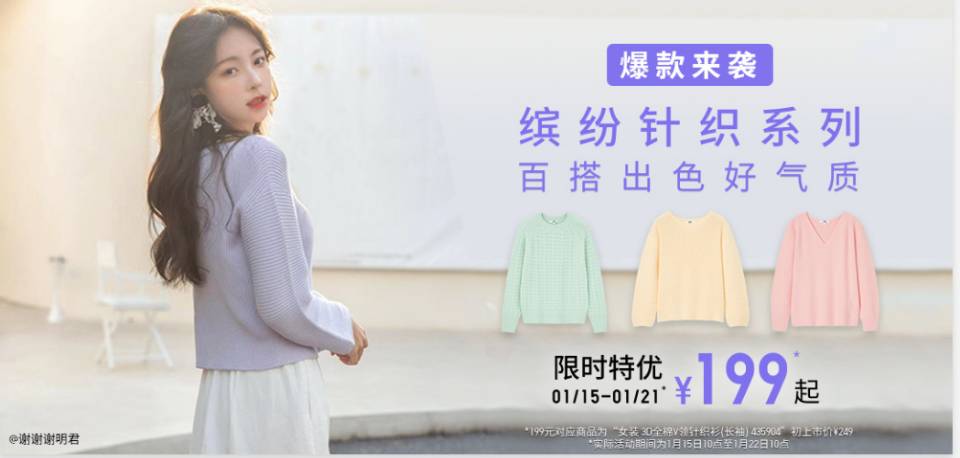 爆款来袭
缤纷针织系列
百搭出色好气质
限时特优
01/15-01/21*
¥199*起
*199元对应商品为“女装 3D全棉V领针织衫(长袖) 435904”初上市价¥249
*实际活动期间为1月15日10点至1月22日10点
@谢谢谢明君